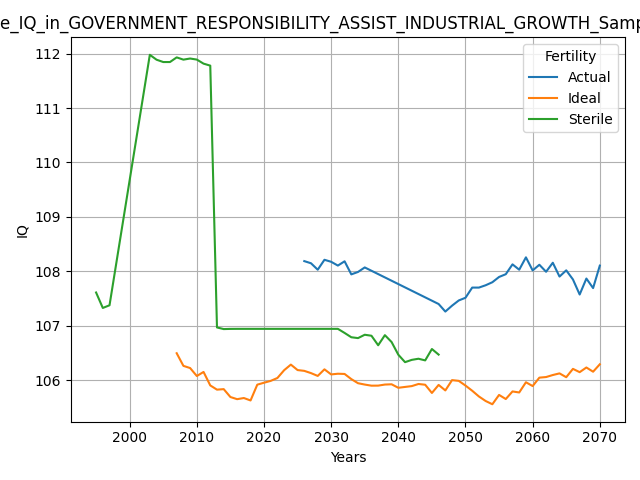 e_IQ_in_GOVERNMENT_RESPONSIBILITY_ASSIST_INDUSTRIAL_GROWTH_Samp
112
111
110
109
108
107
106
IQ
Fertility
Actual
Ideal
Sterile
2000 2010 2020 2030 2040 2050 2060 2070
Years